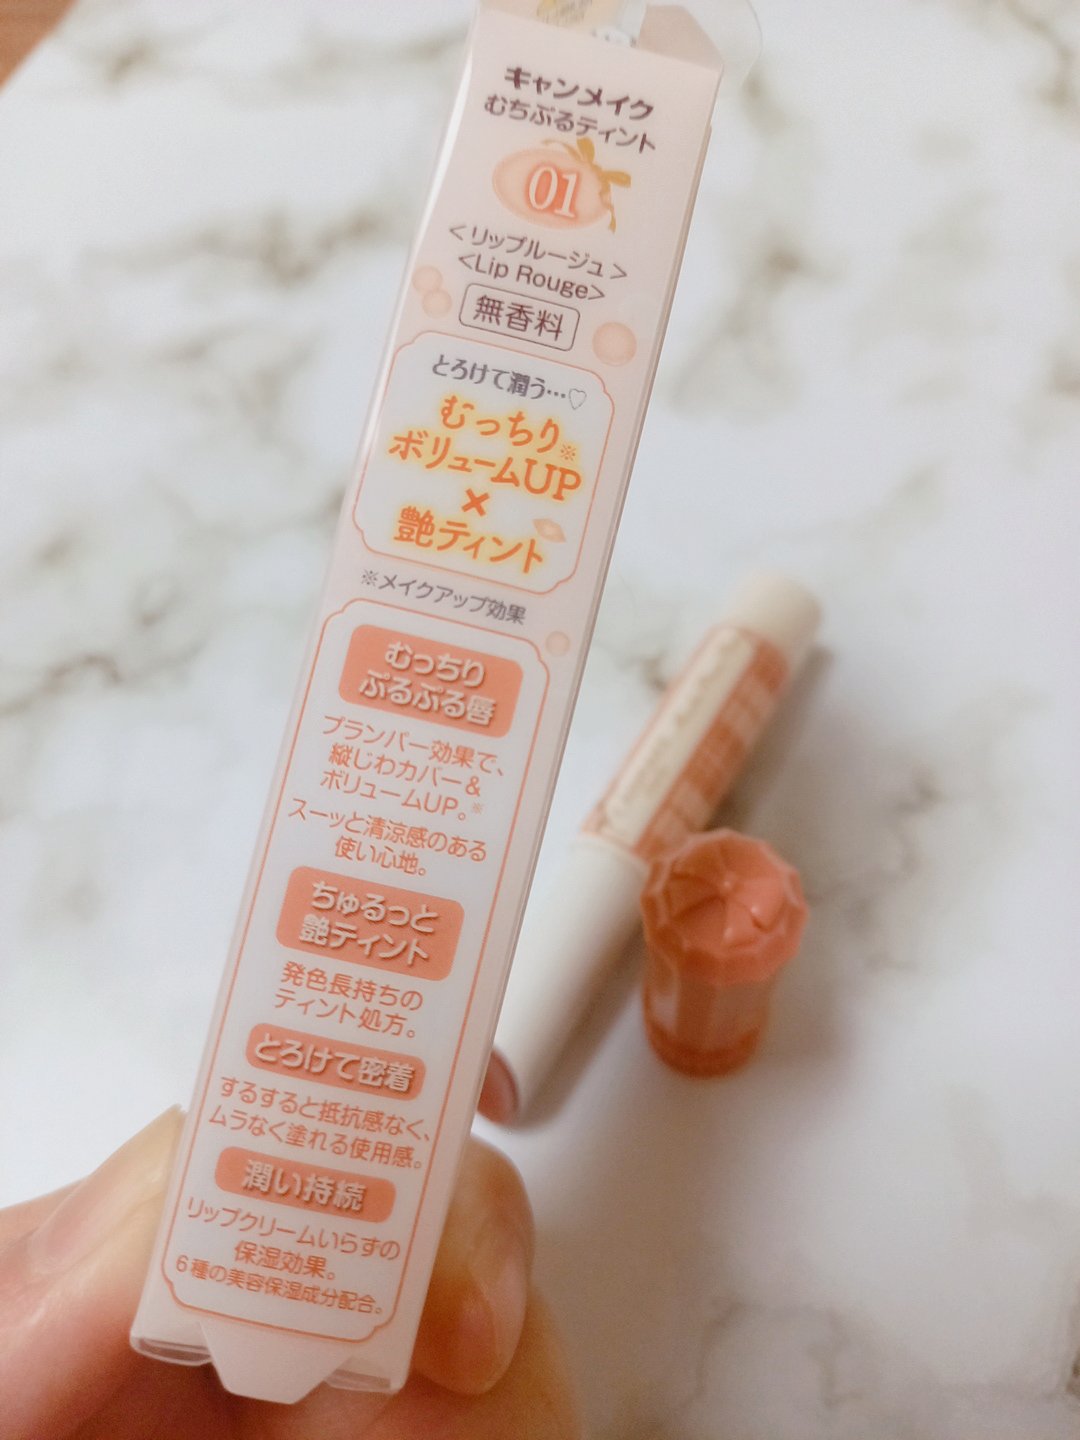 キャンメイク
むちぷるティント
01
<リップルージュ>
<Lip Rouge>
無香料
とろけて潤う…♡
むっちり※
ボリュームUP
×
艶ティント
※メイクアップ効果
むっちり
ぷるぷる唇
プランパー効果で、
縦じわカバー&
ボリュームUP。※
スーッと清涼感のある
使い心地。
ちゅるっと
艶ティント
発色長持ちの
ティント処方。
とろけて密着
するすると抵抗感なく、
ムラなく塗れる使用感。
潤い持続
リップクリームいらずの
保湿効果。
6種の美容保湿成分配合。